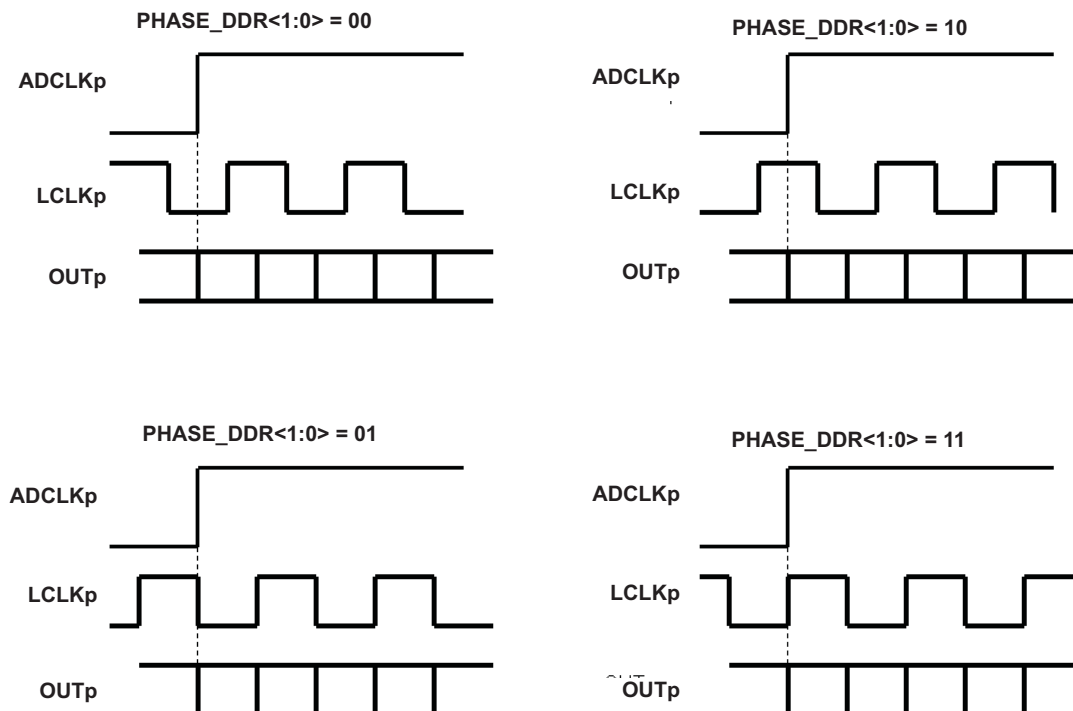 PHASE_DDR<1:0> = 00
ADCLKp
LCLKp
OUTp
PHASE_DDR<1:0> = 10
ADCLKp
LCLKp
OUTp
PHASE_DDR<1:0> = 01
ADCLKp
LCLKp
OUTp
PHASE_DDR<1:0> = 11
ADCLKp
LCLKp
OUTp